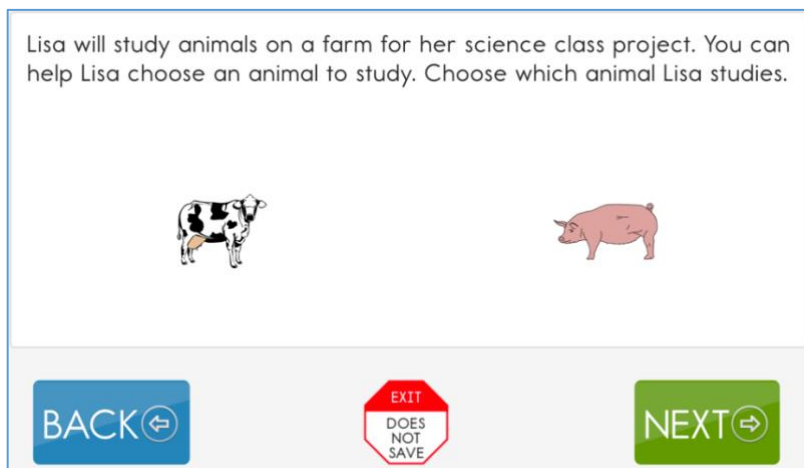 Lisa will study animals on a farm for her science class project. You can
help Lisa choose an animal to study. Choose which animal Lisa studies.
BACK
EXIT
DOES
NOT
SAVE
NEXT